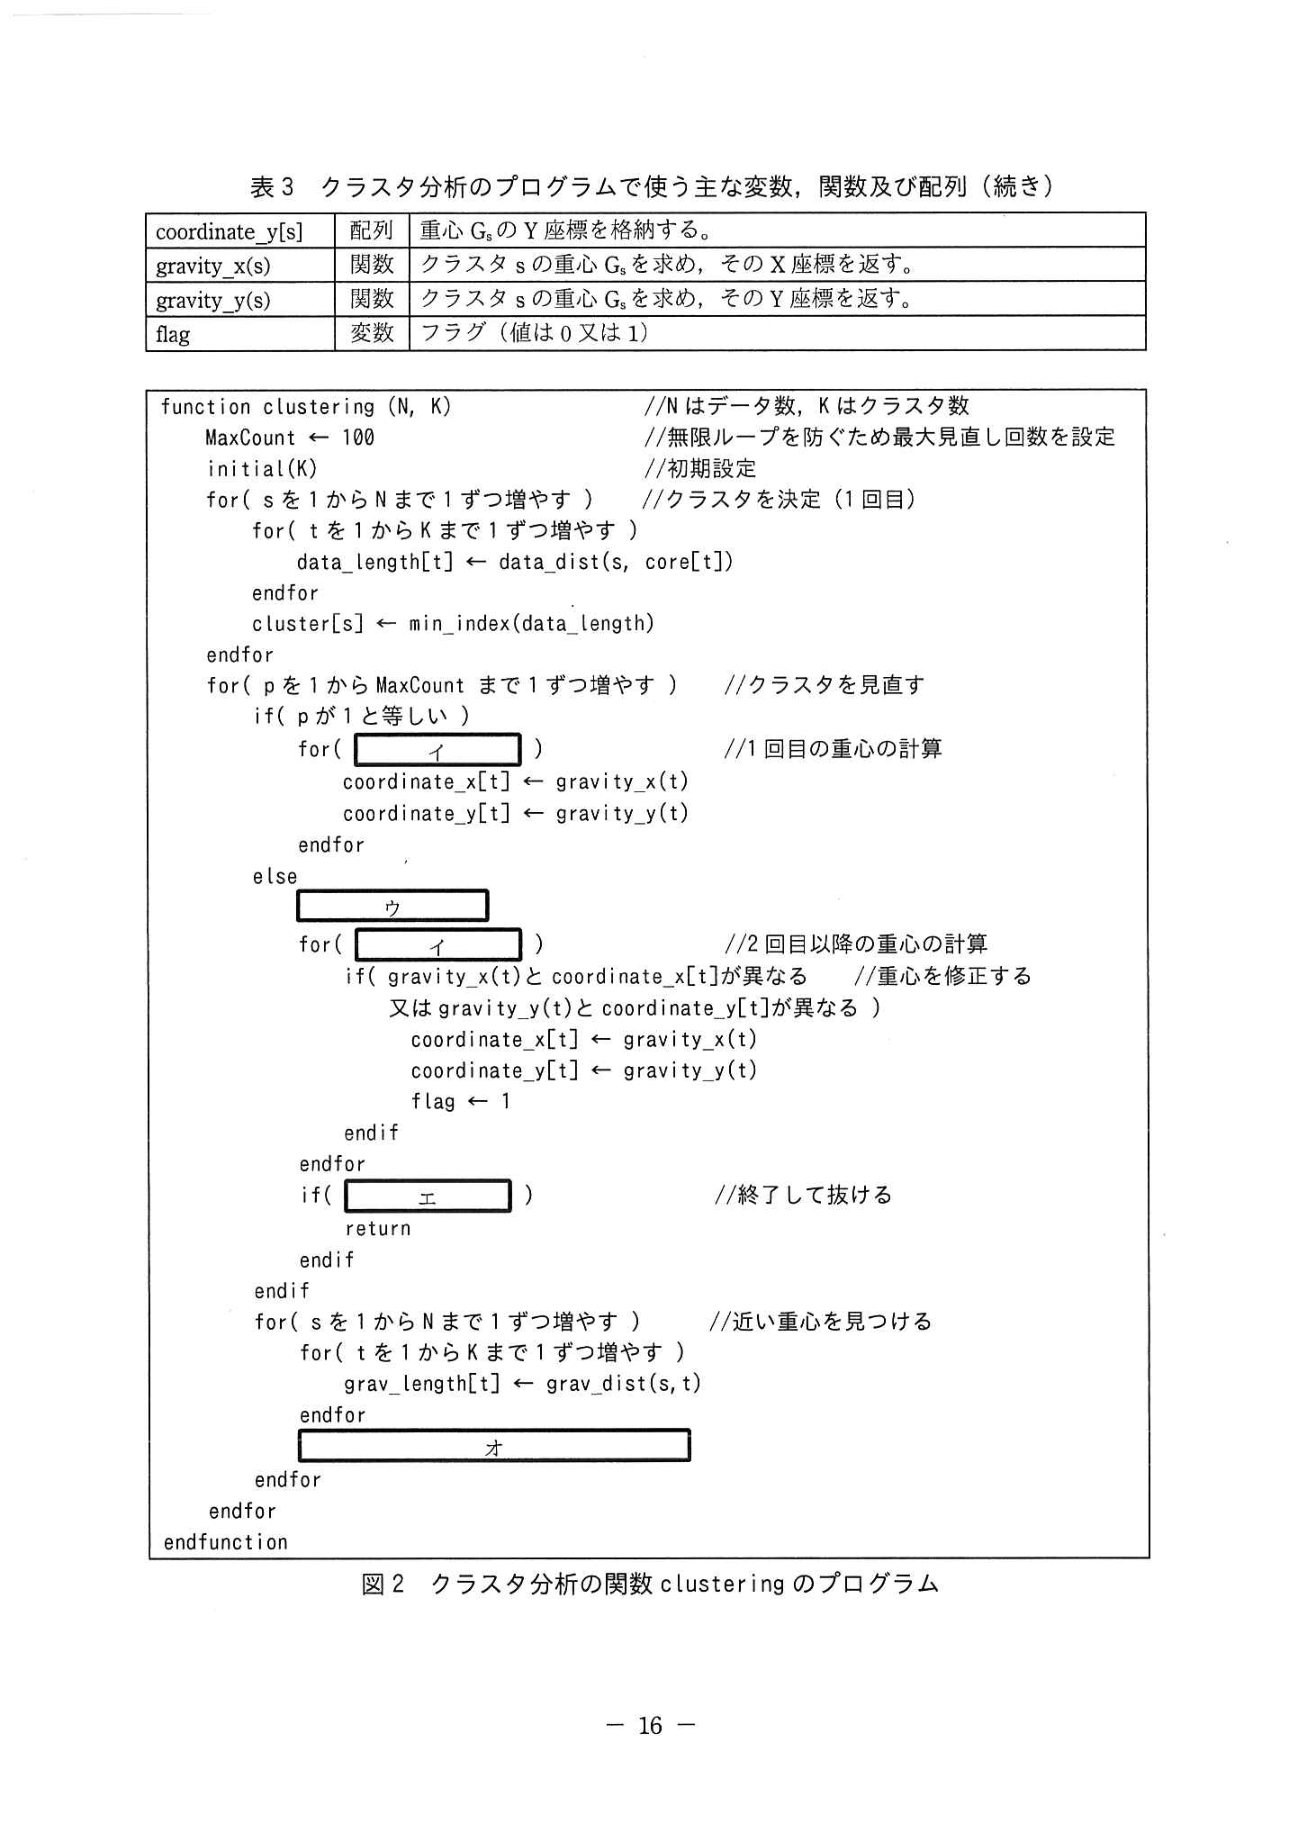 表3 クラスタ分析のプログラムで使う主な変数，関数及び配列（続き）
coordinate_y[s] 配列 重心 Gₛ の Y 座標を格納する。
gravity_x(s) 関数 クラスタ s の重心 Gₛ を求め，その X 座標を返す。
gravity_y(s) 関数 クラスタ s の重心 Gₛ を求め，その Y 座標を返す。
flag 変数 フラグ（値は 0 又は 1）
function clustering (N, K) //N はデータ数，K はクラスタ数
MaxCount ← 100 //無限ループを防ぐため最大見直し回数を設定
initial(K) //初期設定
for( s を 1 から N まで 1 ずつ増やす ) //クラスタを決定（1 回目）
for( t を 1 から K まで 1 ずつ増やす )
data_length[t] ← data_dist(s, core[t])
endfor
cluster[s] ← min_index(data_length)
endfor
for( p を 1 から MaxCount まで 1 ずつ増やす ) //クラスタを見直す
if( p が 1 と等しい )
for( イ ) //1 回目の重心の計算
coordinate_x[t] ← gravity_x(t)
coordinate_y[t] ← gravity_y(t)
endfor
else
ウ
for( イ ) //2 回目以降の重心の計算
if( gravity_x(t)と coordinate_x[t]が異なる //重心を修正する
又は gravity_y(t)と coordinate_y[t]が異なる )
coordinate_x[t] ← gravity_x(t)
coordinate_y[t] ← gravity_y(t)
flag ← 1
endif
endfor
if( エ ) //終了して抜ける
return
endif
endif
for( s を 1 から N まで 1 ずつ増やす ) //近い重心を見つける
for( t を 1 から K まで 1 ずつ増やす )
grav_length[t] ← grav_dist(s,t)
endfor
オ
endfor
endfor
endfunction
図2 クラスタ分析の関数 clustering のプログラム
－ 16 －